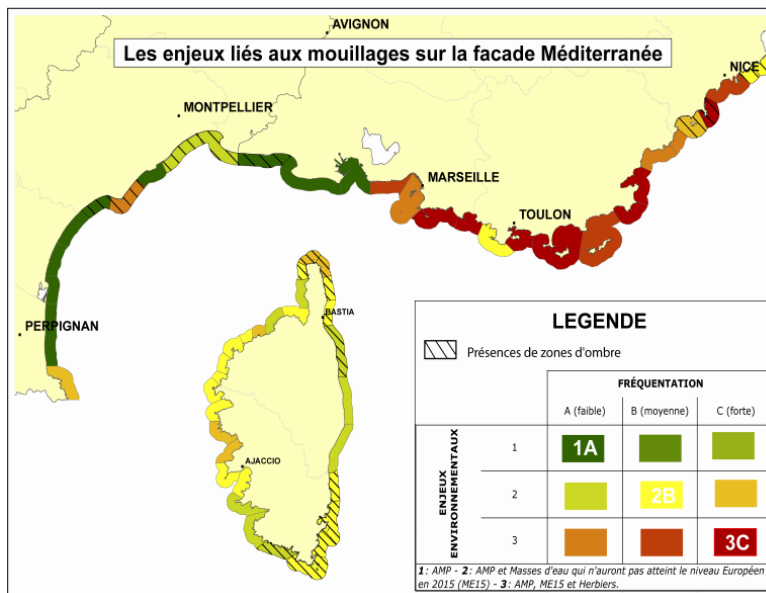 AVIGNON
Les enjeux liés aux mouillages sur la facade Méditerranée
NICE
MONTPELLIER
MARSEILLE
TOULON
PERPIGNAN
BASTIA
AJACCIO
LEGENDE
Présences de zones d'ombre
FRÉQUENTATION
A (faible) B (moyenne) C (forte)
ENJEUX
ENVIRONNEMENTAUX
1 1A
2 2B
3 3C
1: AMP - 2: AMP et Masses d'eau qui n'auront pas atteint le niveau Européen
en 2015 (ME15) - 3: AMP, ME15 et Herbiers.